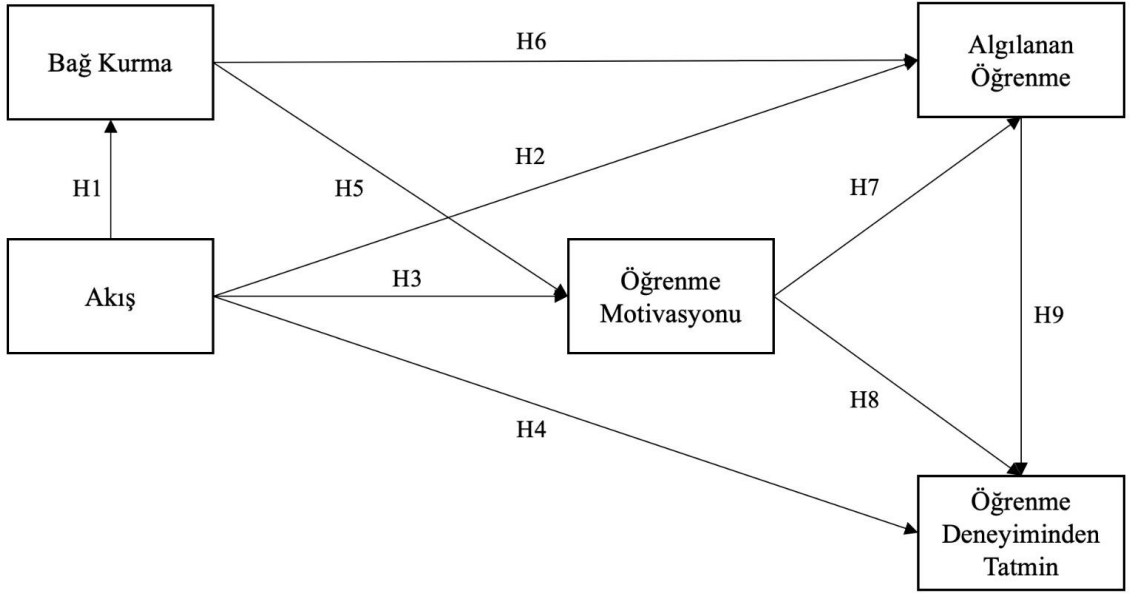 Bağ Kurma
H6
Algılanan
Öğrenme
H1
H5
H2
H7
Akış
H3
Öğrenme
Motivasyonu
H9
H4
H8
Öğrenme
Deneyiminden
Tatmin